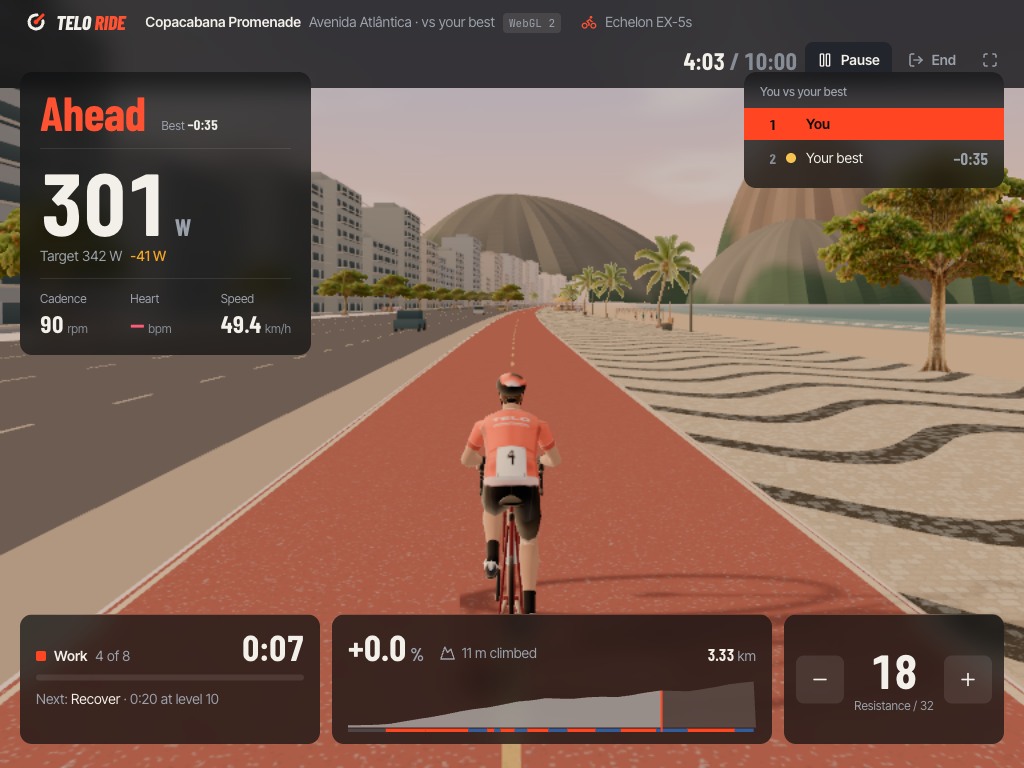 TELO RIDE Copacabana Promenade Avenida Atlântica · vs your best WebGL 2 Echelon EX-5s
4:03 / 10:00 Pause End
Ahead Best −0:35
301 W
Target 342 W -41 W
Cadence Heart Speed
90 rpm — bpm 49.4 km/h
You vs your best
1 You
2 Your best −0:35
TELO
4
Work 4 of 8 0:07
Next: Recover · 0:20 at level 10
+0.0 % 11 m climbed 3.33 km
− 18 +
Resistance / 32